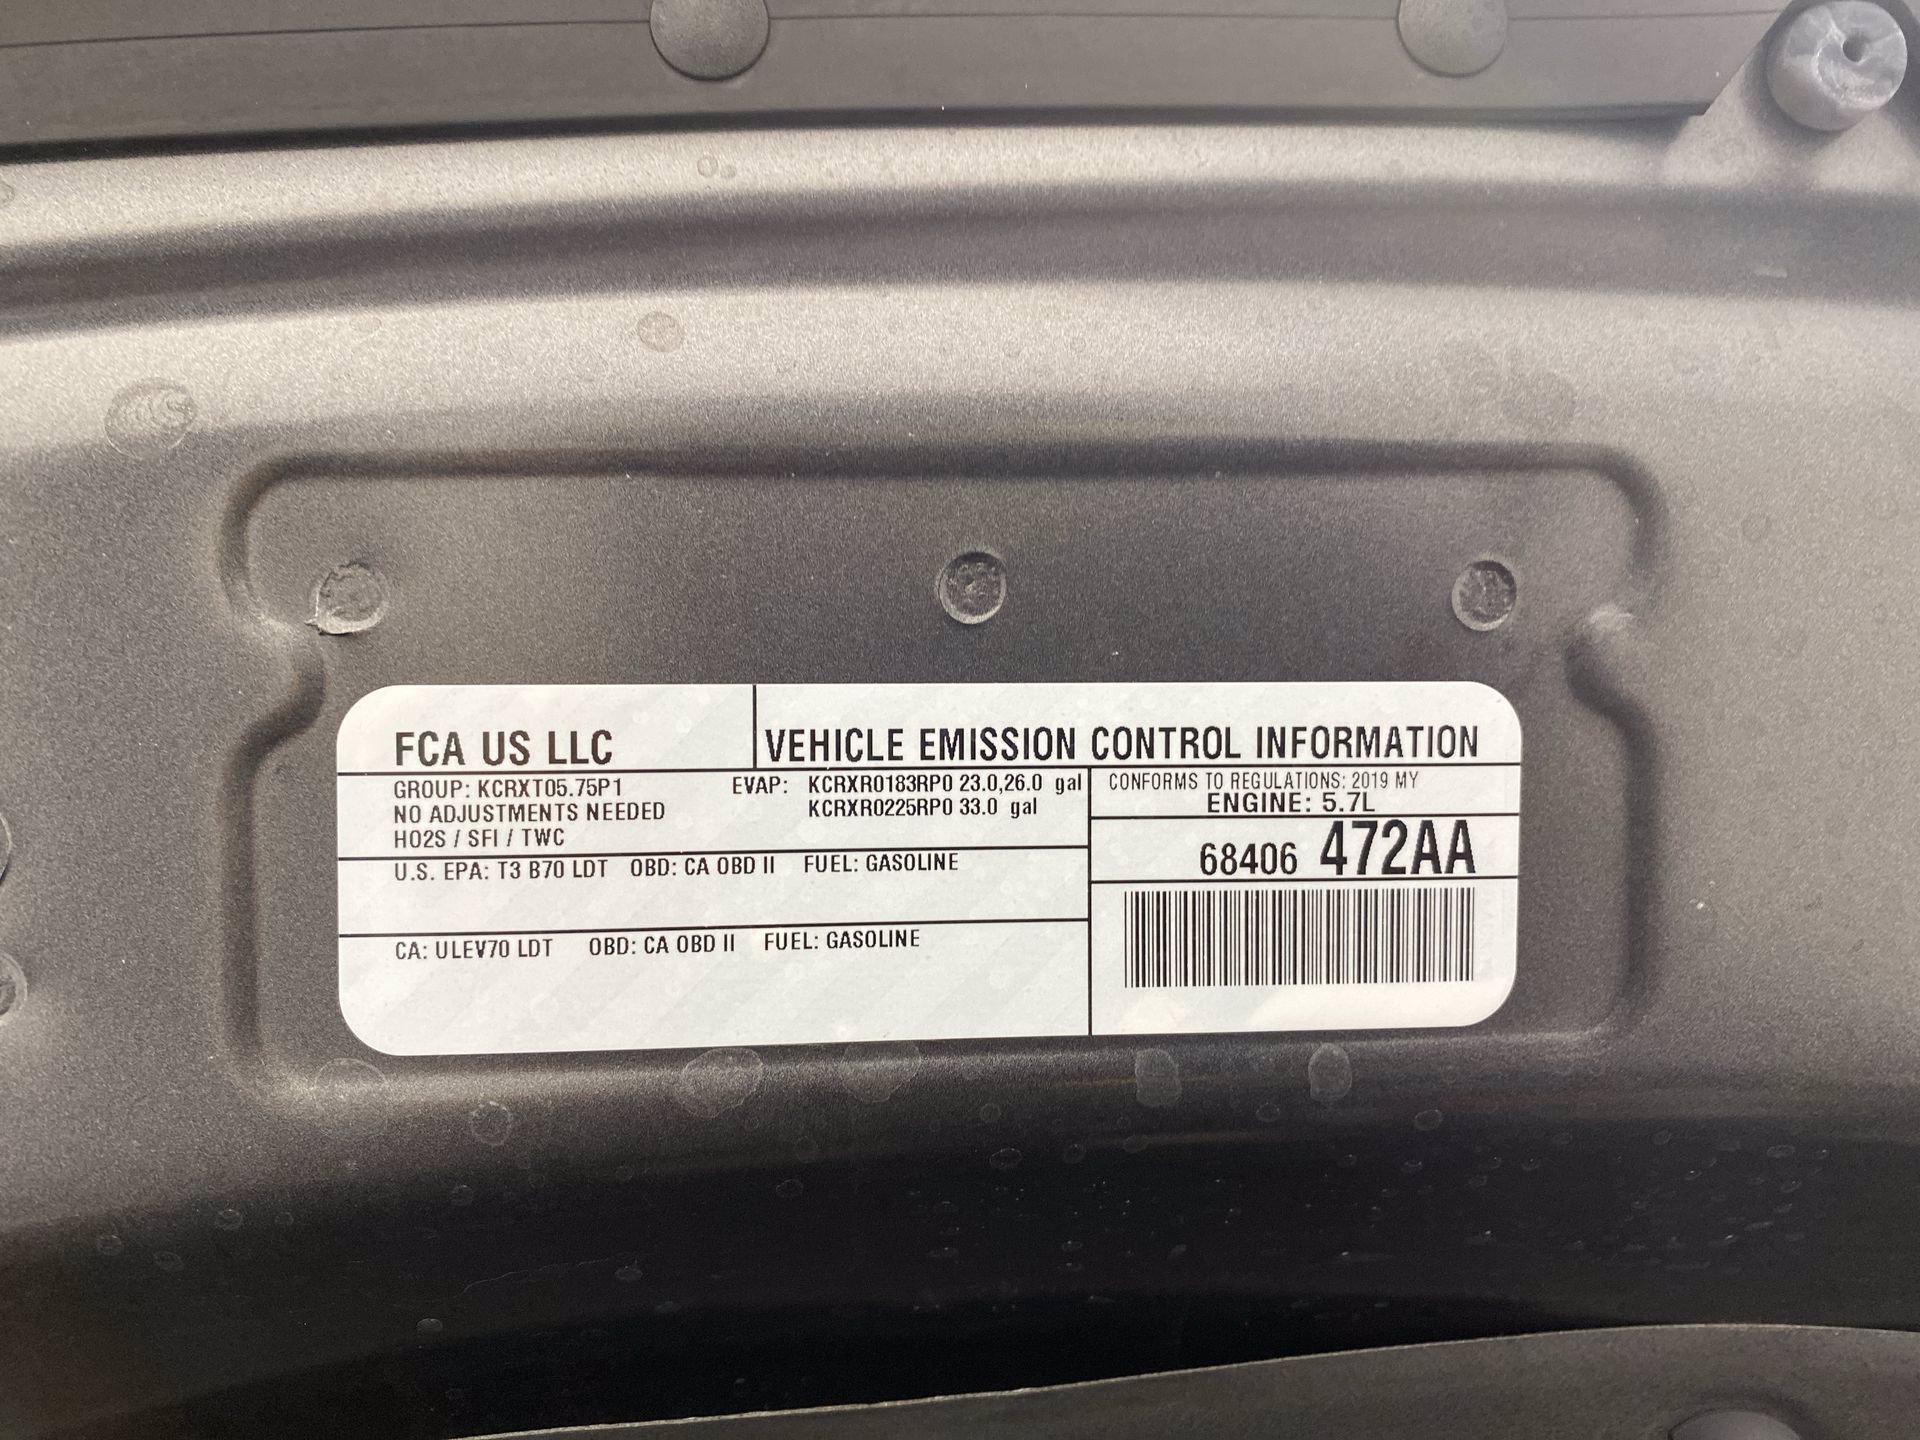 FCA US LLC
VEHICLE EMISSION CONTROL INFORMATION
GROUP: KCRXT05.75P1
NO ADJUSTMENTS NEEDED
HO2S / SFI / TWC
EVAP: KCRXR0183RP0 23.0,26.0 gal
KCRXR0225RP0 33.0 gal
CONFORMS TO REGULATIONS: 2019 MY
ENGINE: 5.7L
68406 472AA
U.S. EPA: T3 B70 LDT OBD: CA OBD II FUEL: GASOLINE
CA: ULEV70 LDT OBD: CA OBD II FUEL: GASOLINE